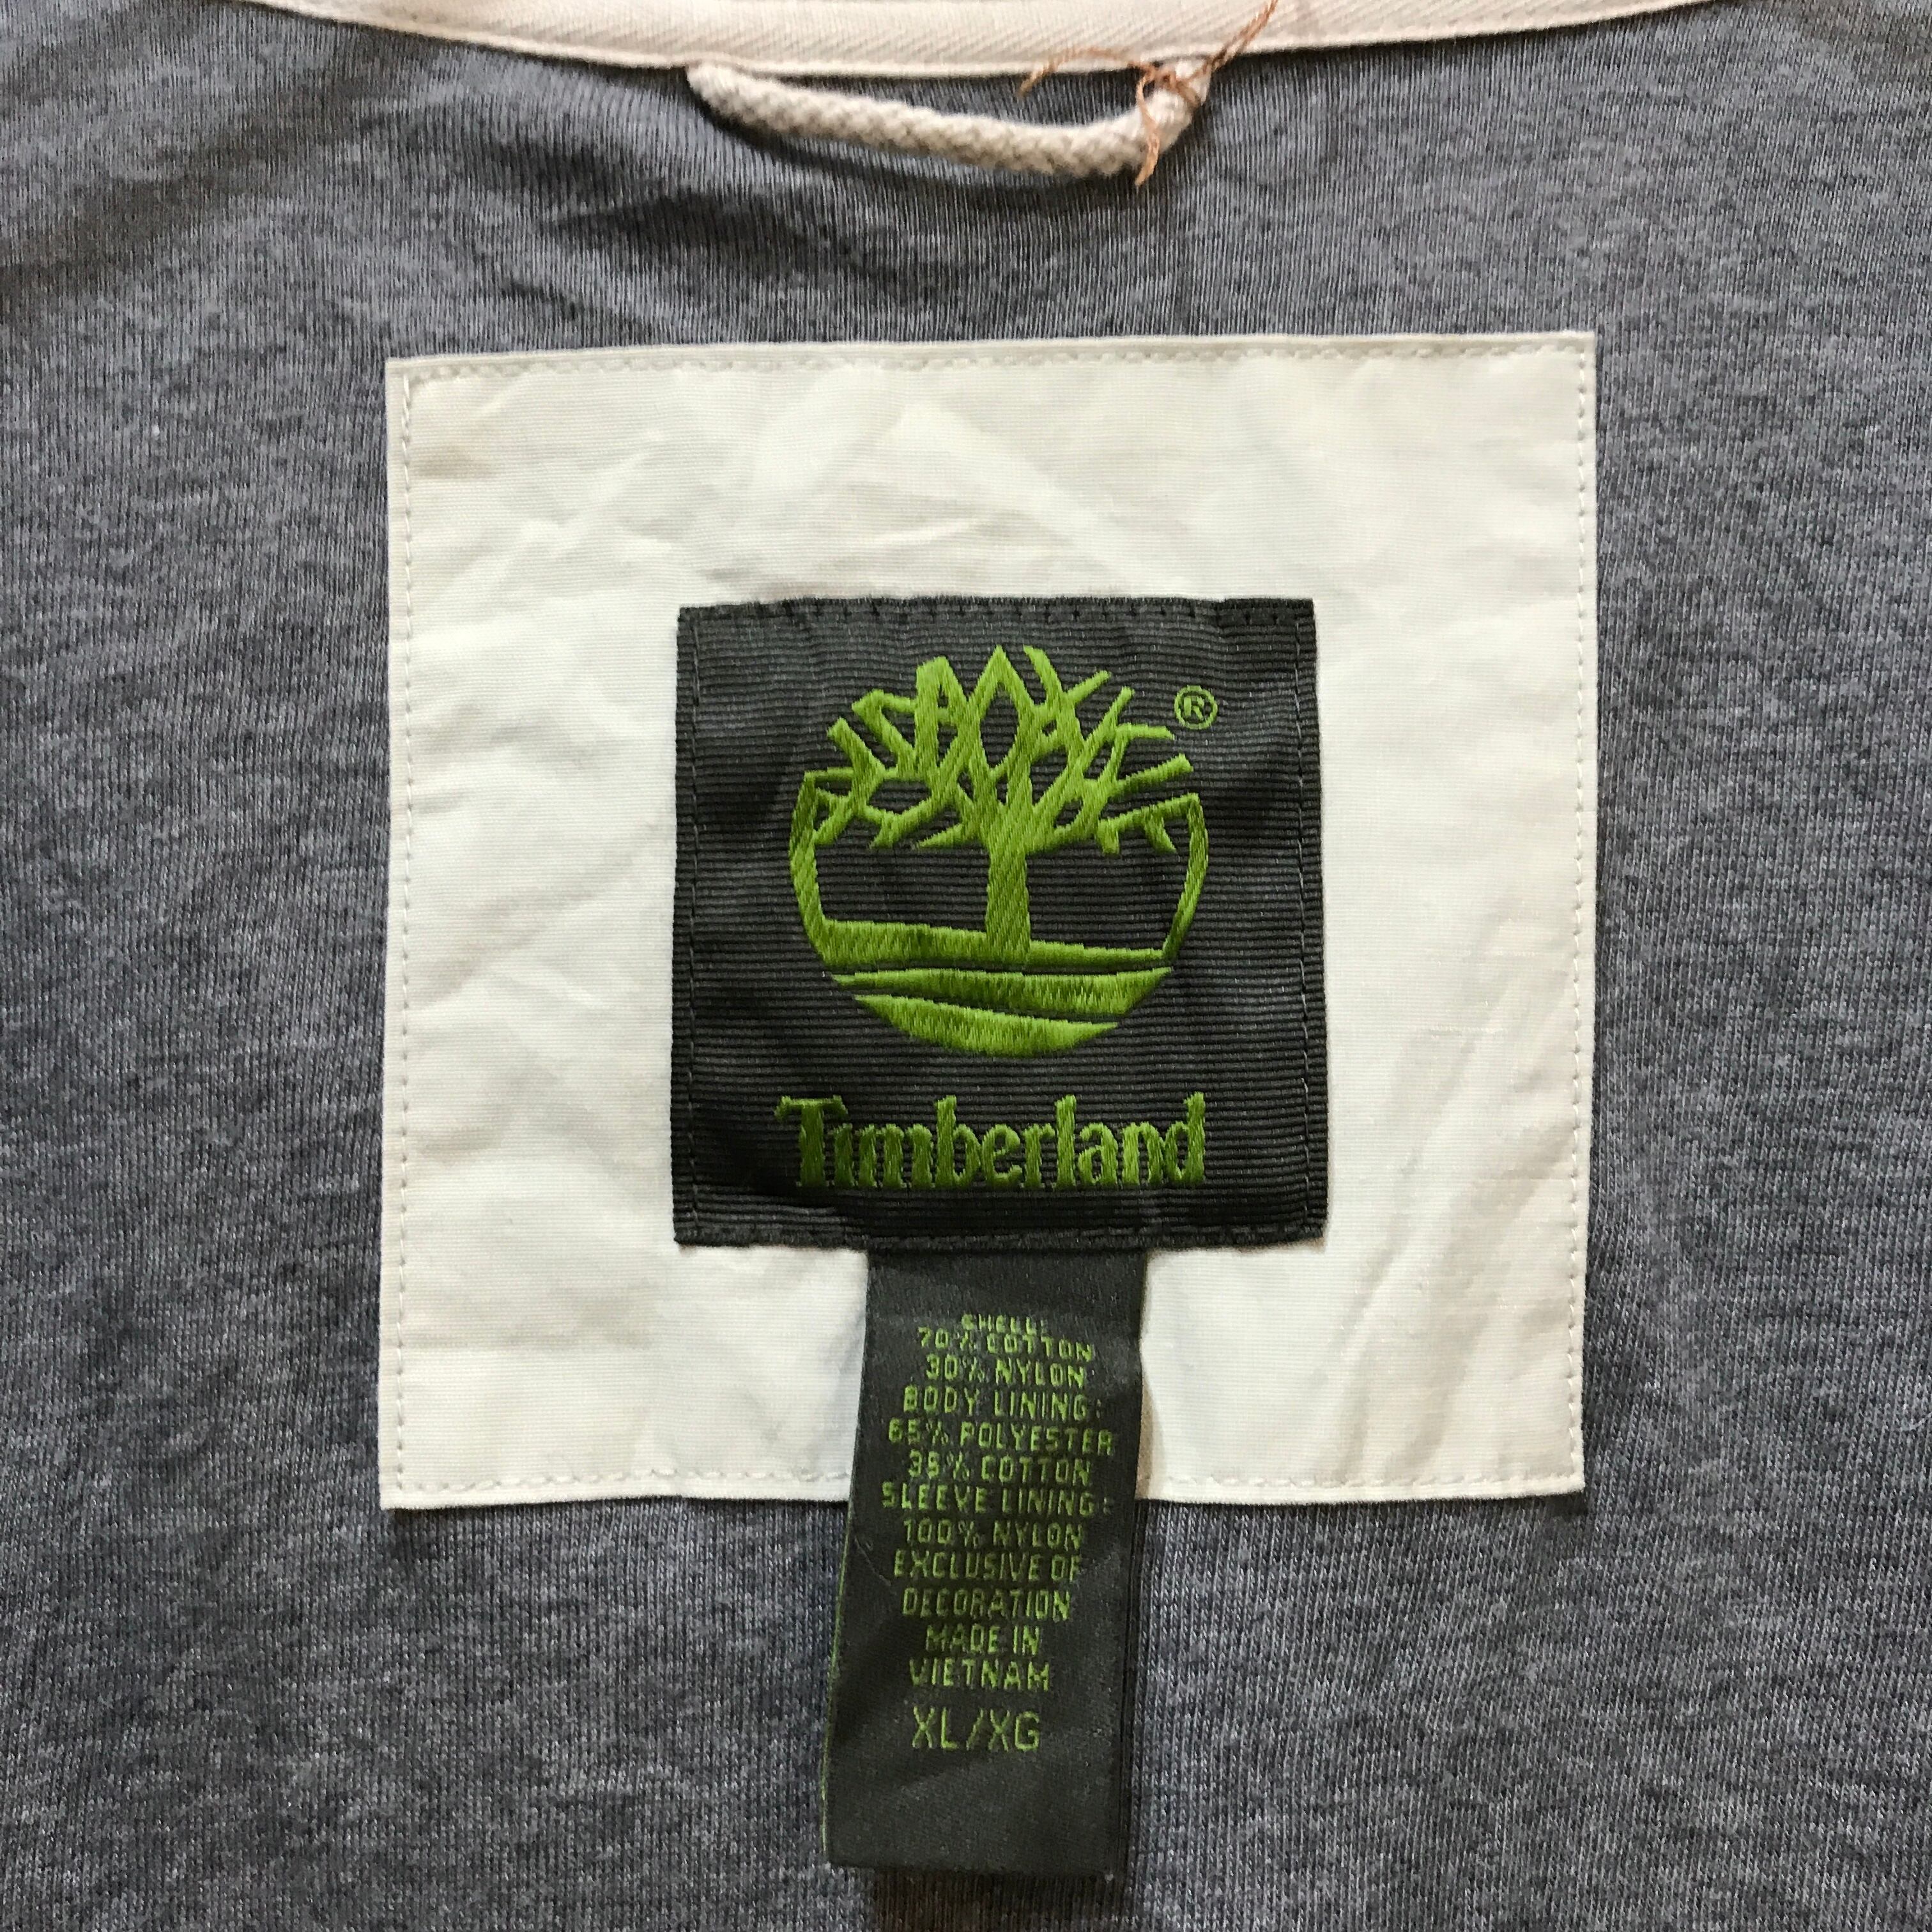 ®
Timberland
SHELL:
70% COTTON
30% NYLON
BODY LINING:
65% POLYESTER
35% COTTON
SLEEVE LINING:
100% NYLON
EXCLUSIVE OF
DECORATION
MADE IN
VIETNAM
XL/XG